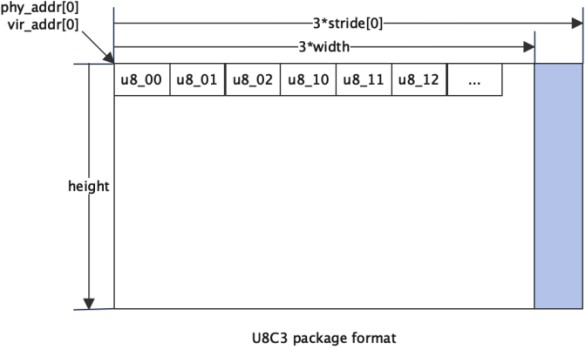 phy_addr[0]
vir_addr[0]
3*stride[0]
3*width
u8_00 u8_01 u8_02 u8_10 u8_11 u8_12 ...
height
U8C3 package format